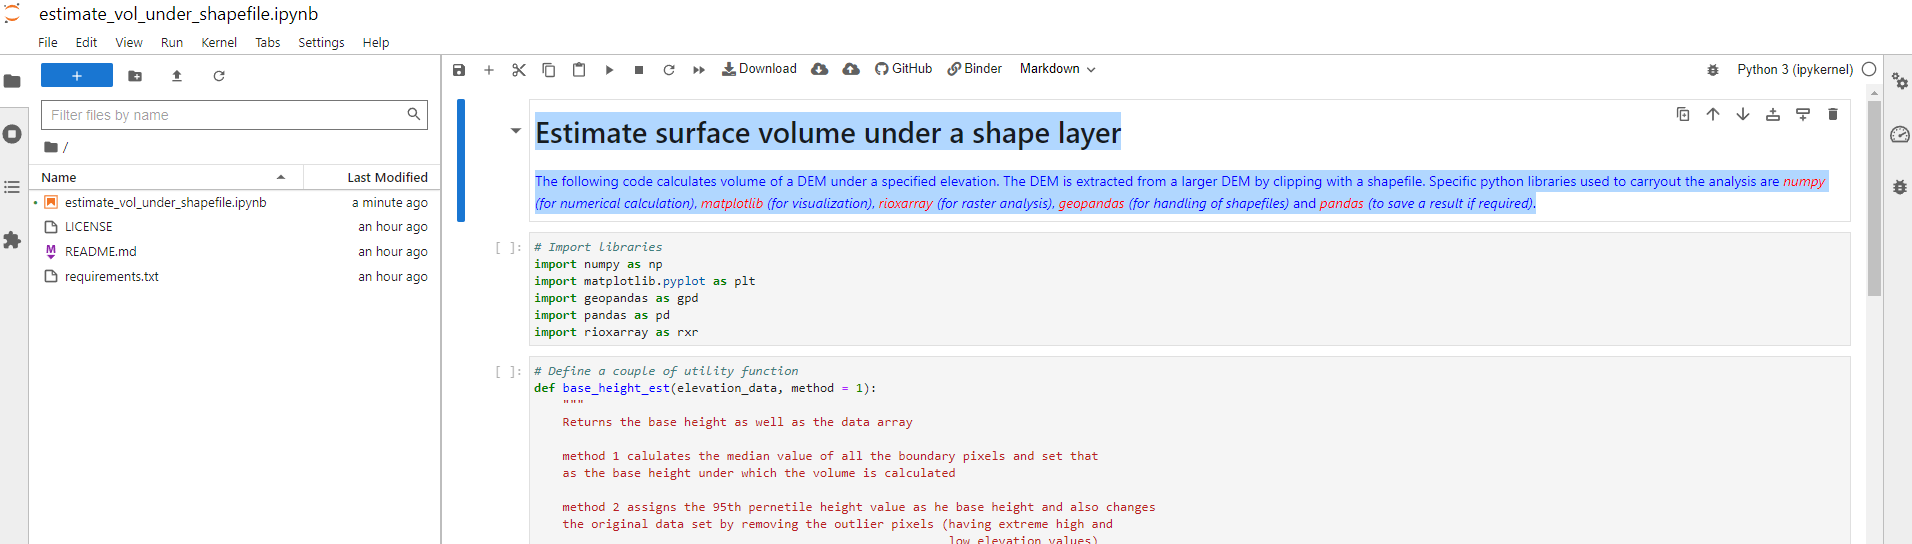 estimate_vol_under_shapefile.ipynb
File Edit View Run Kernel Tabs Settings Help
+
Download GitHub Binder Markdown Python 3 (ipykernel)
Filter files by name
/
Name Last Modified
estimate_vol_under_shapefile.ipynb a minute ago
LICENSE an hour ago
README.md an hour ago
requirements.txt an hour ago
Estimate surface volume under a shape layer
The following code calculates volume of a DEM under a specified elevation. The DEM is extracted from a larger DEM by clipping with a shapefile. Specific python libraries used to carryout the analysis are numpy
(for numerical calculation), matplotlib (for visualization), rioxarray (for raster analysis), geopandas (for handling of shapefiles) and pandas (to save a result if required).
[ ]: # Import libraries
import numpy as np
import matplotlib.pyplot as plt
import geopandas as gpd
import pandas as pd
import rioxarray as rxr
[ ]: # Define a couple of utility function
def base_height_est(elevation_data, method = 1):
"""
Returns the base height as well as the data array
method 1 calulates the median value of all the boundary pixels and set that
as the base height under which the volume is calculated
method 2 assigns the 95th pernetile height value as he base height and also changes
the original data set by removing the outlier pixels (having extreme high and
low elevation values)